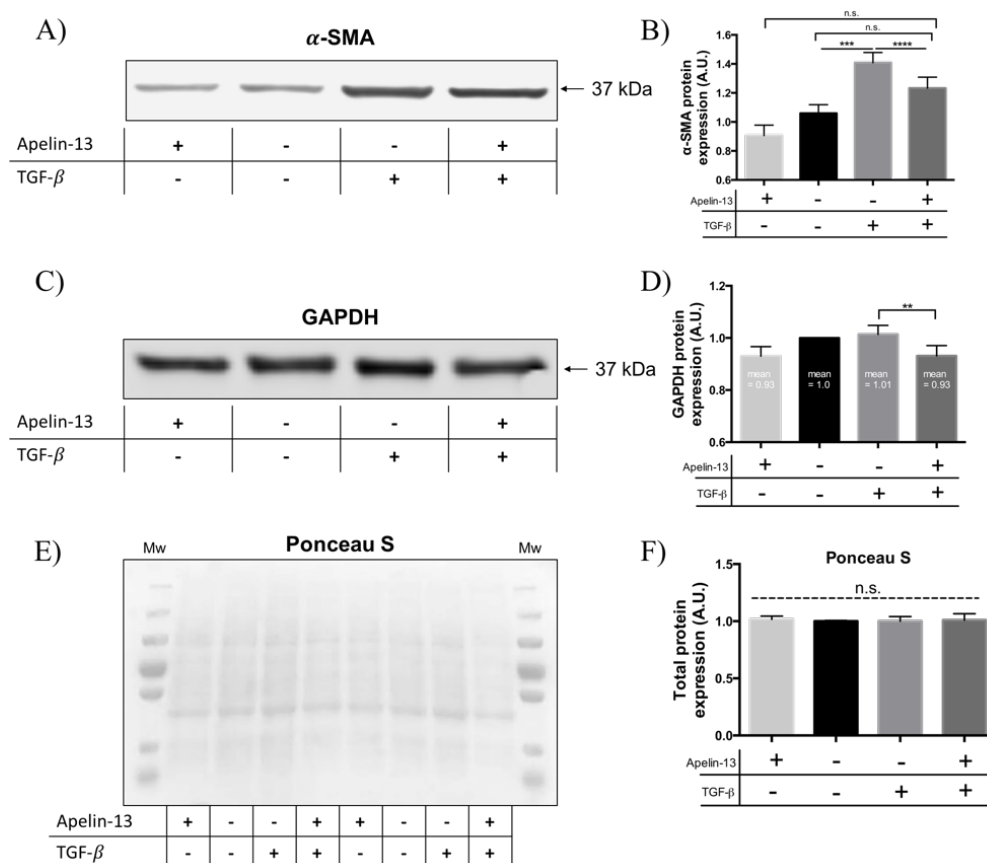 A)
α-SMA
37 kDa
Apelin-13 + - - +
TGF-β - - + +
B)
n.s.
n.s.
*** ****
α-SMA protein expression (A.U.)
1.4
1.2
1.0
0.8
0.6
Apelin-13 + - - +
TGF-β - - + +
C)
GAPDH
37 kDa
Apelin-13 + - - +
TGF-β - - + +
D)
**
GAPDH protein expression (A.U.)
1.2
1.0
0.8
0.6
mean = 0.93
mean = 1.0
mean = 1.01
mean = 0.93
Apelin-13 + - - +
TGF-β - - + +
E)
Mw Ponceau S Mw
Apelin-13 + - - + + - - +
TGF-β - - + + - - + +
F)
Ponceau S
n.s.
Total protein expression (A.U.)
1.5
1.0
0.5
0.0
Apelin-13 + - - +
TGF-β - - + +